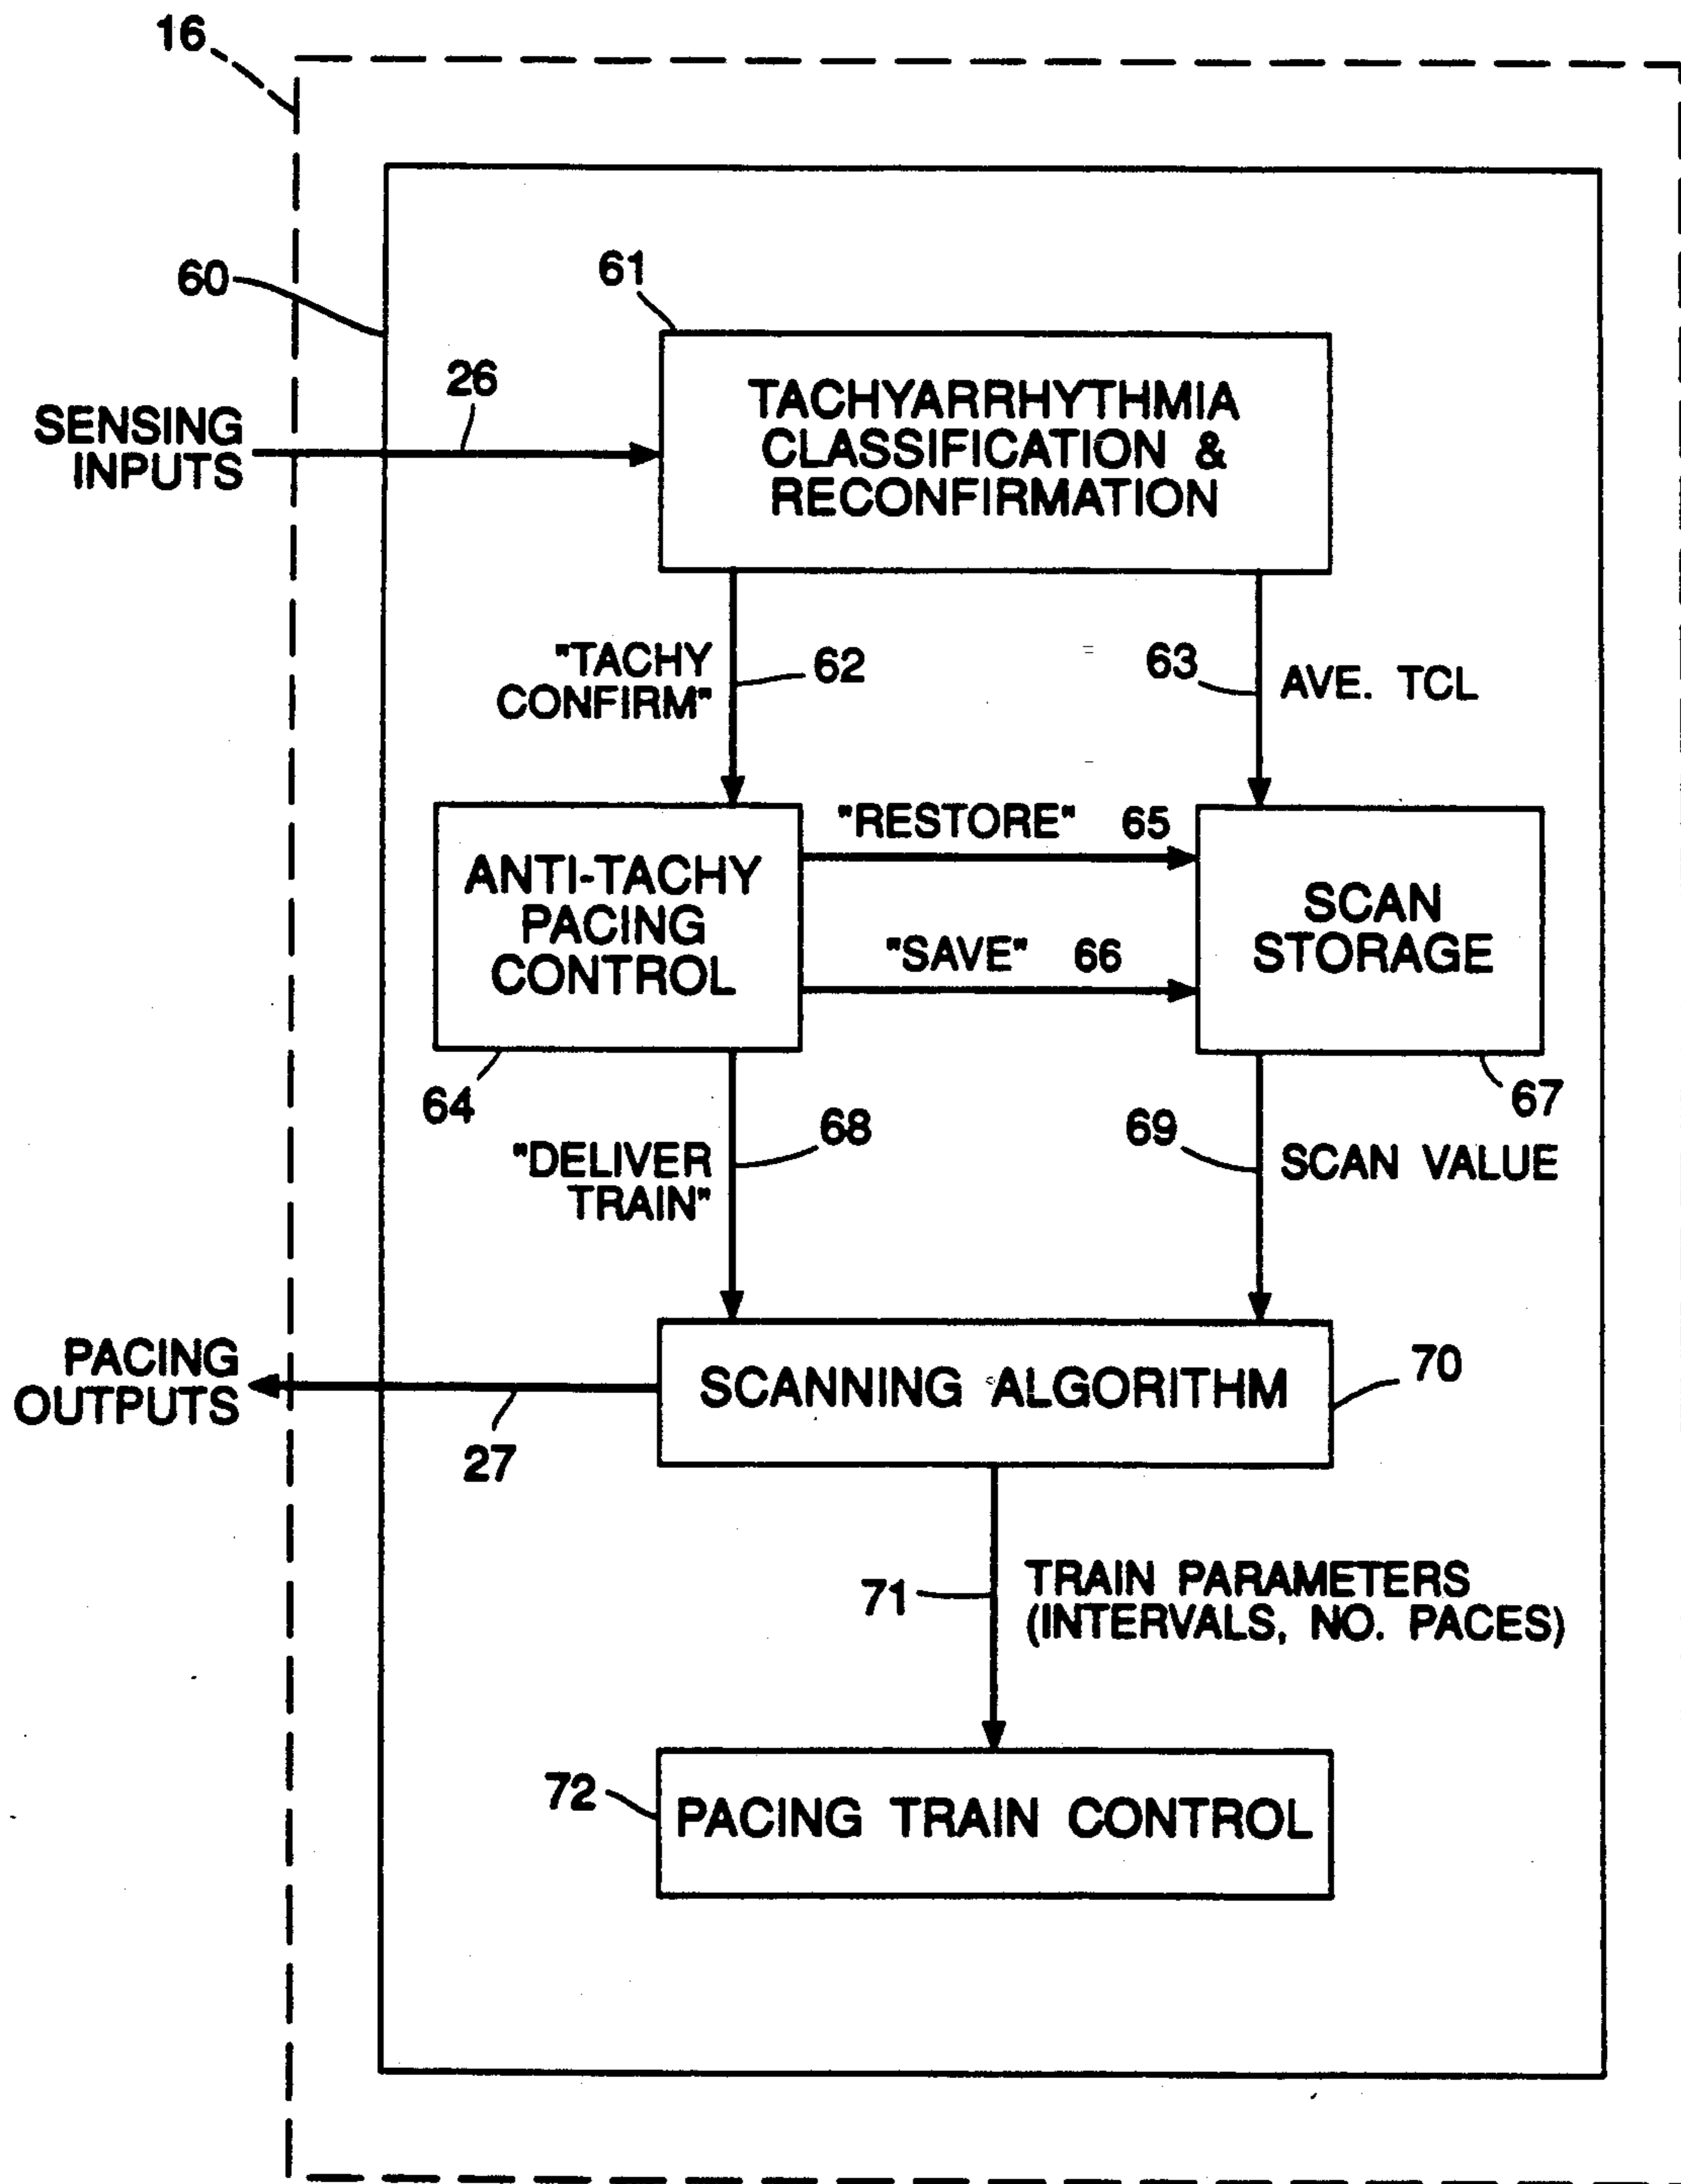 16
60
61
26
SENSING
INPUTS
TACHYARRHYTHMIA
CLASSIFICATION &
RECONFIRMATION
"TACHY
CONFIRM"
62
63
AVE. TCL
"RESTORE" 65
ANTI-TACHY
PACING
CONTROL
"SAVE" 66
SCAN
STORAGE
64
67
"DELIVER
TRAIN"
68
69
SCAN VALUE
PACING
OUTPUTS
27
SCANNING ALGORITHM
70
71
TRAIN PARAMETERS
(INTERVALS, NO. PACES)
72
PACING TRAIN CONTROL